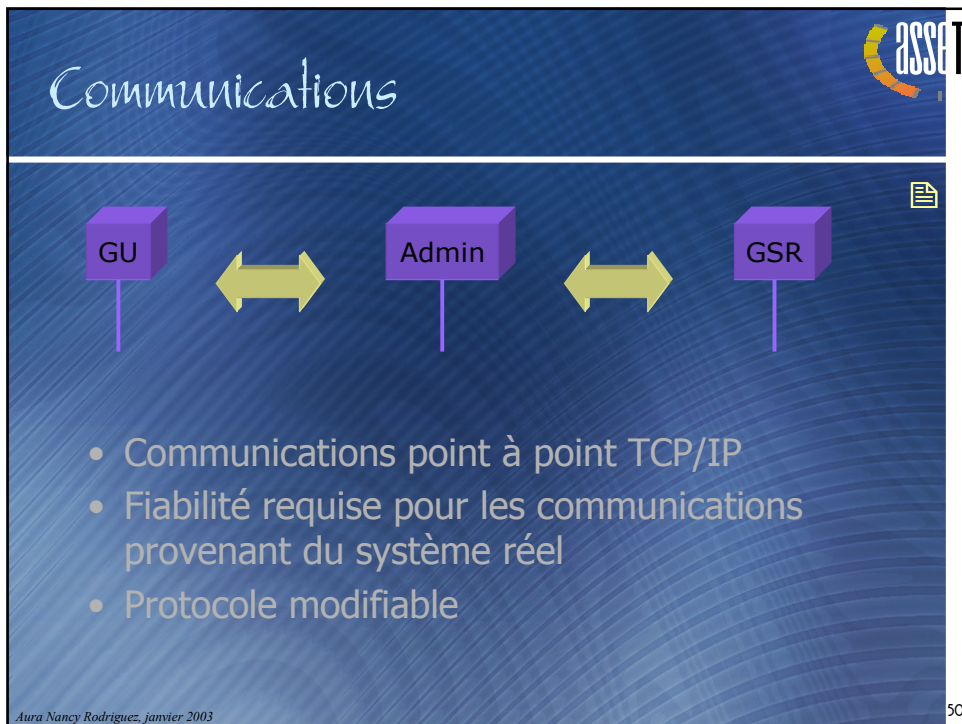 Communications
asseT
GU
Admin
GSR
• Communications point à point TCP/IP
• Fiabilité requise pour les communications
provenant du système réel
• Protocole modifiable
Aura Nancy Rodriguez, janvier 2003
50